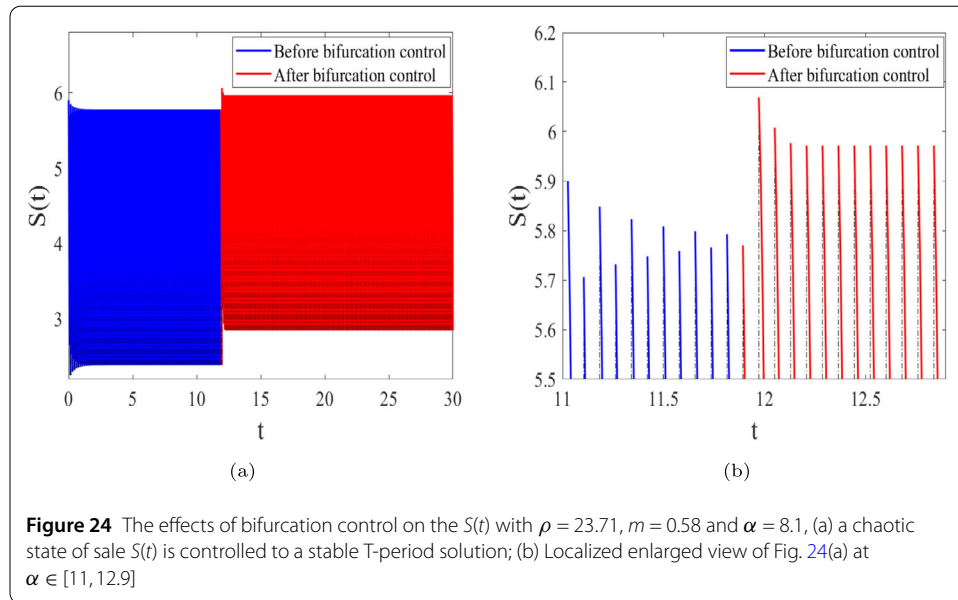 Before bifurcation control
After bifurcation control
6
5
4
3
S(t)
0
5
10
15
20
25
30
t
(a)
Before bifurcation control
After bifurcation control
6.2
6.1
6
5.9
5.8
5.7
5.6
5.5
S(t)
11
11.5
12
12.5
t
(b)
Figure 24 The effects of bifurcation control on the S(t) with ρ = 23.71, m = 0.58 and α = 8.1, (a) a chaotic
state of sale S(t) is controlled to a stable T-period solution; (b) Localized enlarged view of Fig. 24(a) at
α ∈ [11, 12.9]